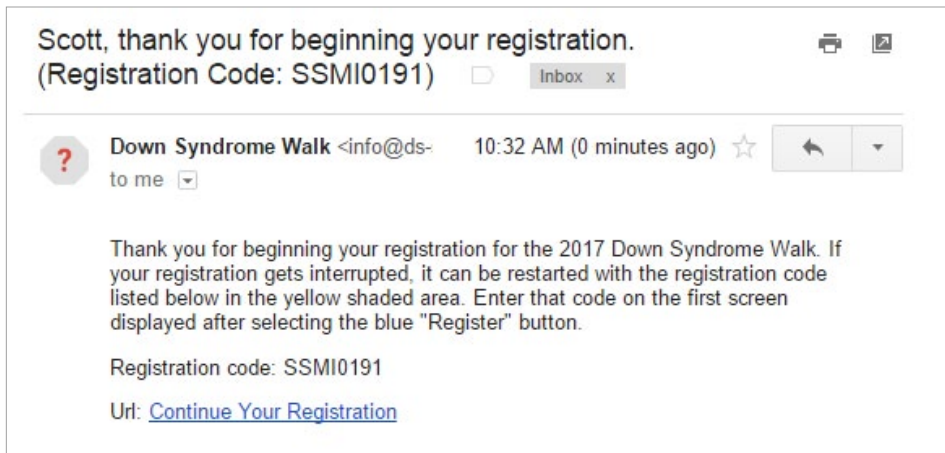 Scott, thank you for beginning your registration.
(Registration Code: SSMI0191) Inbox x
? Down Syndrome Walk <info@ds- 10:32 AM (0 minutes ago)
to me
Thank you for beginning your registration for the 2017 Down Syndrome Walk. If
your registration gets interrupted, it can be restarted with the registration code
listed below in the yellow shaded area. Enter that code on the first screen
displayed after selecting the blue "Register" button.
Registration code: SSMI0191
Url: Continue Your Registration